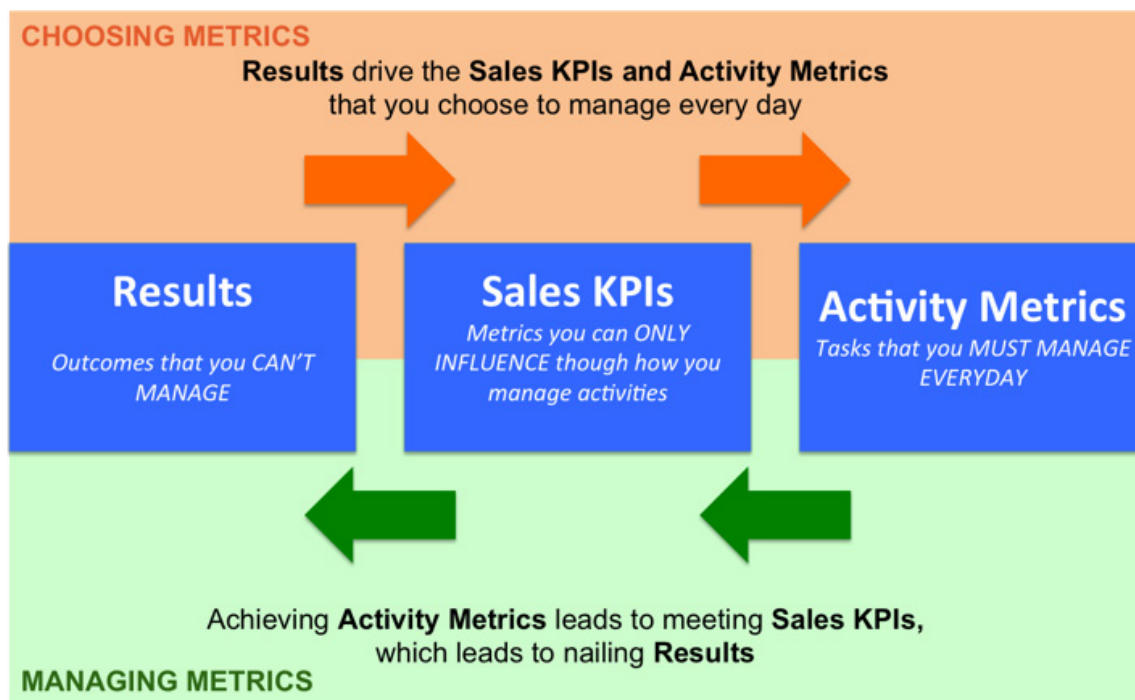 CHOOSING METRICS
Results drive the Sales KPIs and Activity Metrics
that you choose to manage every day
Results
Outcomes that you CAN'T
MANAGE
Sales KPIs
Metrics you can ONLY
INFLUENCE though how you
manage activities
Activity Metrics
Tasks that you MUST MANAGE
EVERYDAY
Achieving Activity Metrics leads to meeting Sales KPIs,
which leads to nailing Results
MANAGING METRICS